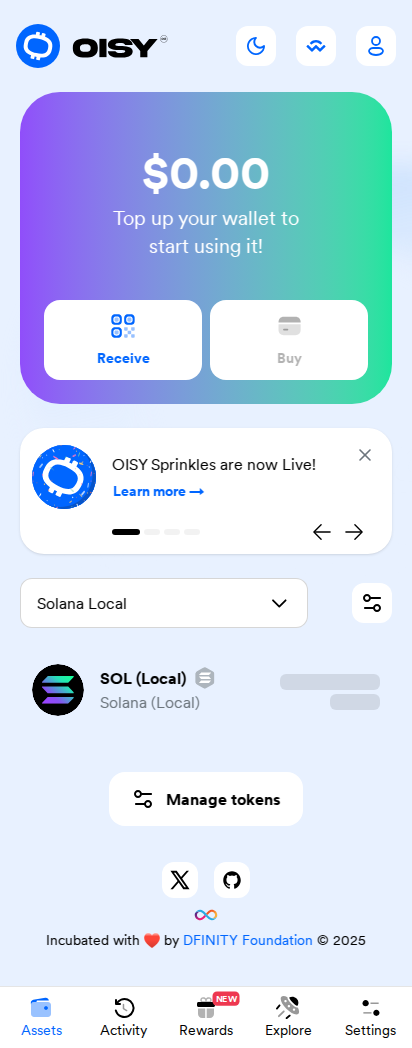 OISY
$0.00
Top up your wallet to
start using it!
Receive
Buy
OISY Sprinkles are now Live!
Learn more →
Solana Local
SOL (Local)
Solana (Local)
Manage tokens
Incubated with ❤️ by DFINITY Foundation © 2025
NEW
Assets
Activity
Rewards
Explore
Settings